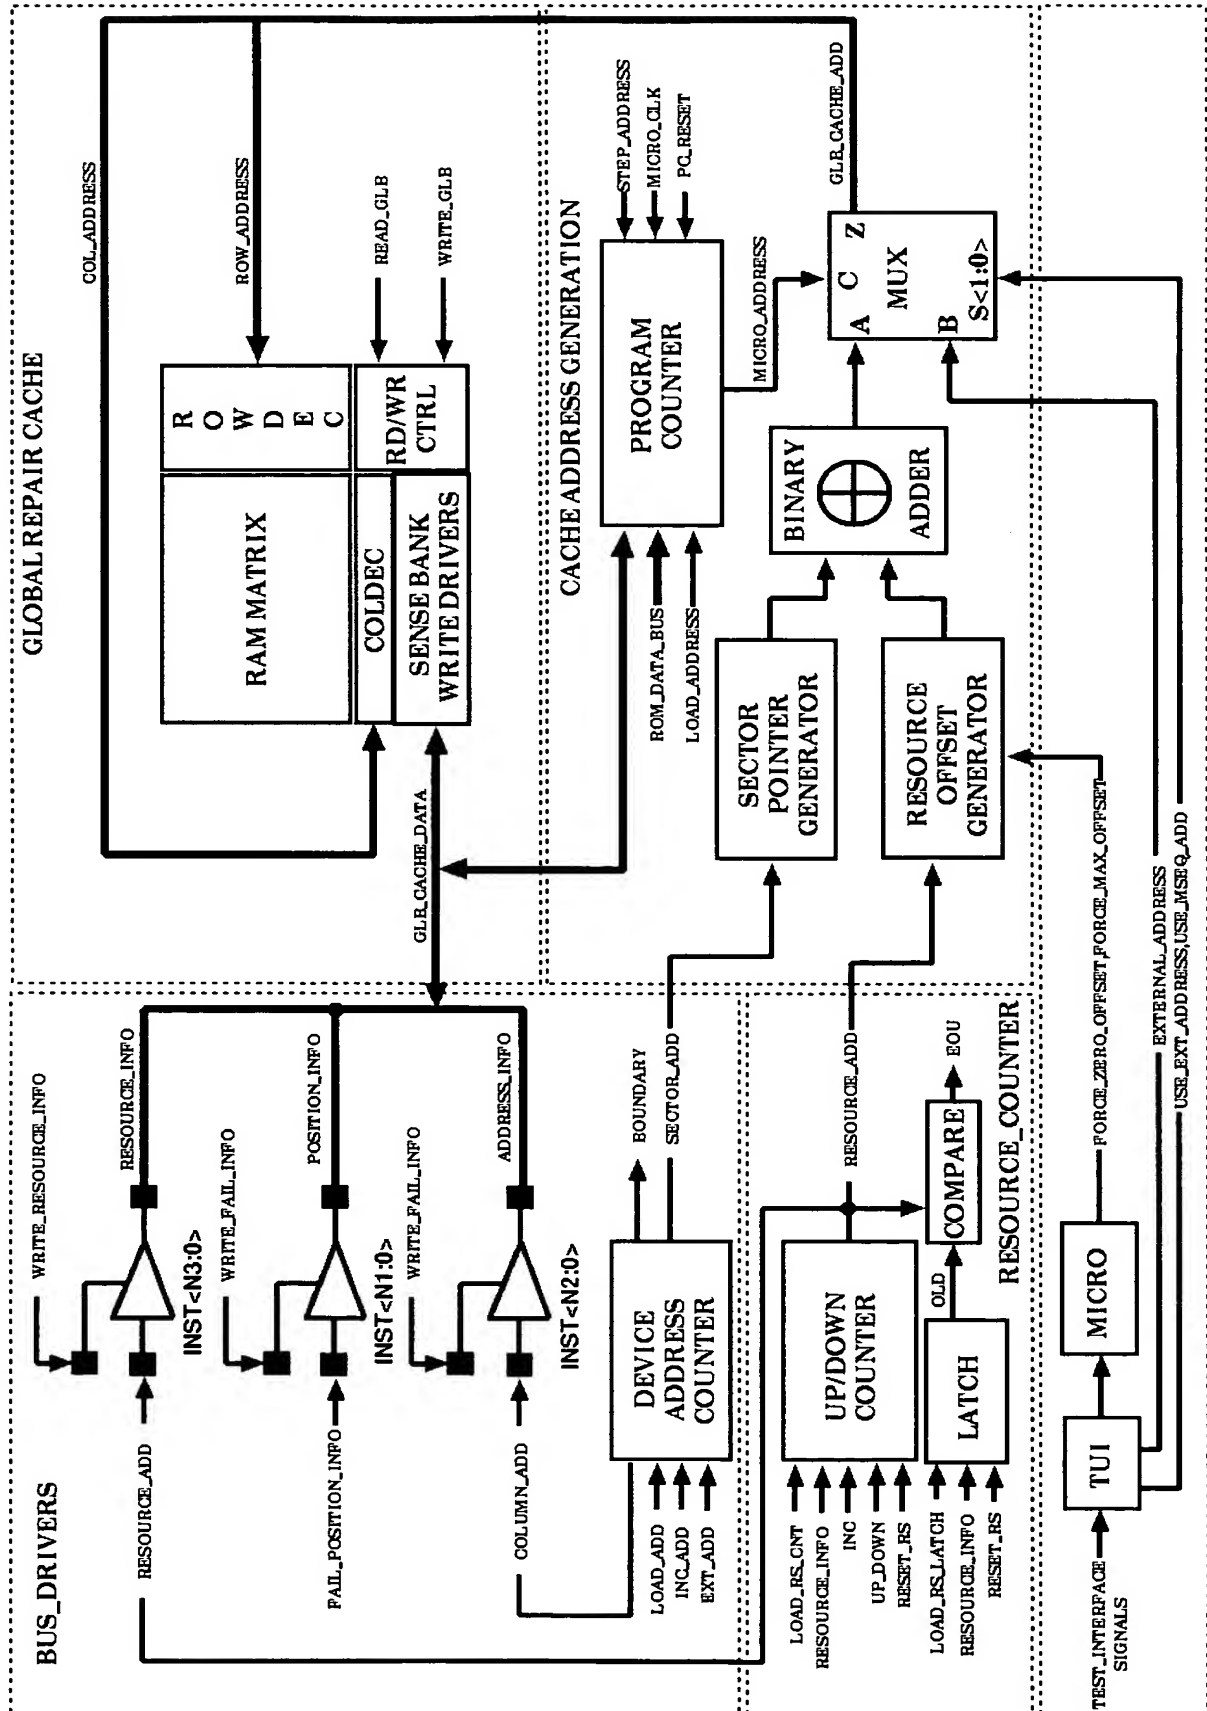 BUS_DRIVERS
WRITE_RESOURCE_INFO
RESOURCE_ADD
INST<N3:0>
RESOURCE_INFO
WRITE_FAIL_INFO
FAIL_POSITION_INFO
INST<N1:0>
POSITION_INFO
WRITE_FAIL_INFO
COLUMN_ADD
INST<N2:0>
ADDRESS_INFO
LOAD_ADD
INC_ADD
EXT_ADD
DEVICE
ADDRESS
COUNTER
BOUNDARY
SECTOR_ADD
GLOBAL REPAIR CACHE
COL_ADDRESS
ROW_ADDRESS
RAM MATRIX
R
O
W
D
E
C
COLDEC
SENSE BANK
WRITE DRIVERS
RD/WR
CTRL
READ_GLB
WRITE_GLB
GLB_CACHE_DATA
LOAD_RS_CNT
RESOURCE_INFO
INC
UP_DOWN
RESET_RS
UP/DOWN
COUNTER
RESOURCE_ADD
LOAD_RS_LATCH
RESOURCE_INFO
RESET_RS
LATCH
OLD
COMPARE
EOU
RESOURCE_COUNTER
CACHE ADDRESS GENERATION
ROM_DATA_BUS
LOAD_ADDRESS
PROGRAM
COUNTER
STEP_ADDRESS
MICRO_CLK
PC_RESET
MICRO_ADDRESS
SECTOR
POINTER
GENERATOR
RESOURCE
OFFSET
GENERATOR
BINARY
ADDER
A
C
Z
MUX
B
S<1:0>
GLB_CACHE_ADD
TEST_INTERFACE
SIGNALS
TUI
MICRO
FORCE_ZERO_OFFSET,FORCE_MAX_OFFSET
EXTERNAL_ADDRESS
USE_EXT_ADDRESS,USE_MSEQ_ADD